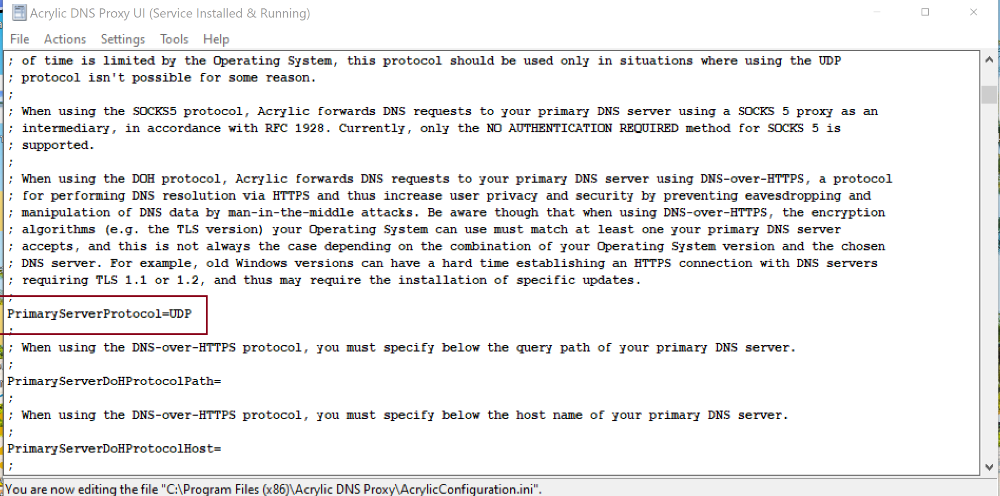 Acrylic DNS Proxy UI (Service Installed & Running)
File Actions Settings Tools Help
; of time is limited by the Operating System, this protocol should be used only in situations where using the UDP
; protocol isn't possible for some reason.
;
; When using the SOCKS5 protocol, Acrylic forwards DNS requests to your primary DNS server using a SOCKS 5 proxy as an
; intermediary, in accordance with RFC 1928. Currently, only the NO AUTHENTICATION REQUIRED method for SOCKS 5 is
; supported.
;
; When using the DOH protocol, Acrylic forwards DNS requests to your primary DNS server using DNS-over-HTTPS, a protocol
; for performing DNS resolution via HTTPS and thus increase user privacy and security by preventing eavesdropping and
; manipulation of DNS data by man-in-the-middle attacks. Be aware though that when using DNS-over-HTTPS, the encryption
; algorithms (e.g. the TLS version) your Operating System can use must match at least one your primary DNS server
; accepts, and this is not always the case depending on the combination of your Operating System version and the chosen
; DNS server. For example, old Windows versions can have a hard time establishing an HTTPS connection with DNS servers
; requiring TLS 1.1 or 1.2, and thus may require the installation of specific updates.
;
PrimaryServerProtocol=UDP
;
; When using the DNS-over-HTTPS protocol, you must specify below the query path of your primary DNS server.
;
PrimaryServerDoHProtocolPath=
;
; When using the DNS-over-HTTPS protocol, you must specify below the host name of your primary DNS server.
;
PrimaryServerDoHProtocolHost=
;
You are now editing the file "C:\Program Files (x86)\Acrylic DNS Proxy\AcrylicConfiguration.ini".